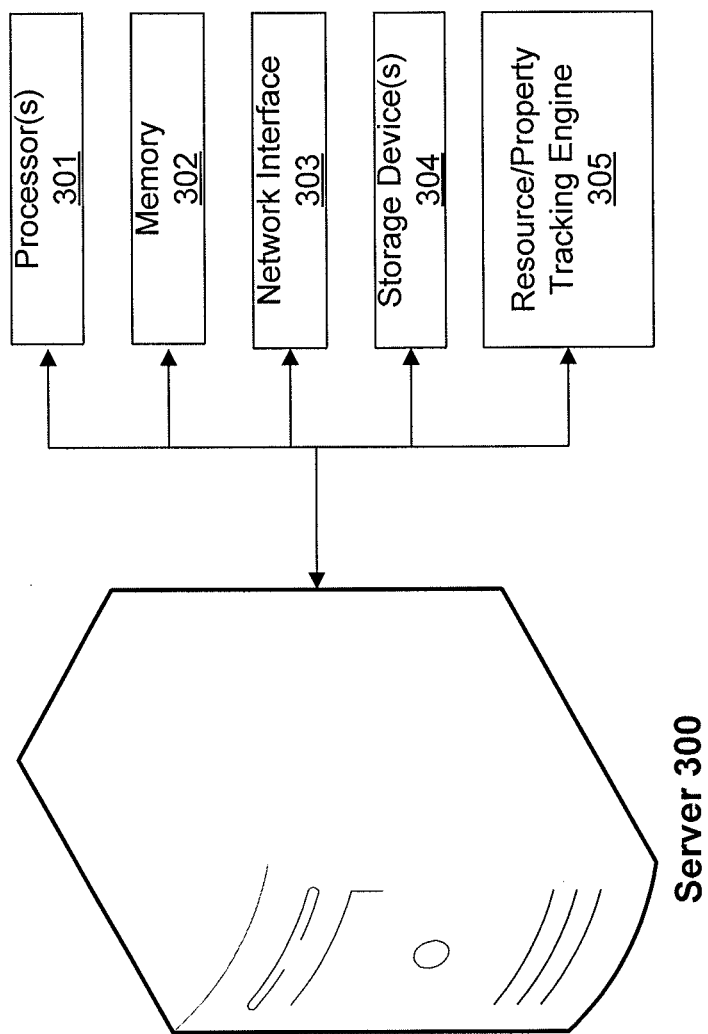 Processor(s)
301
Memory
302
Network Interface
303
Storage Device(s)
304
Resource/Property
Tracking Engine
305
Server 300